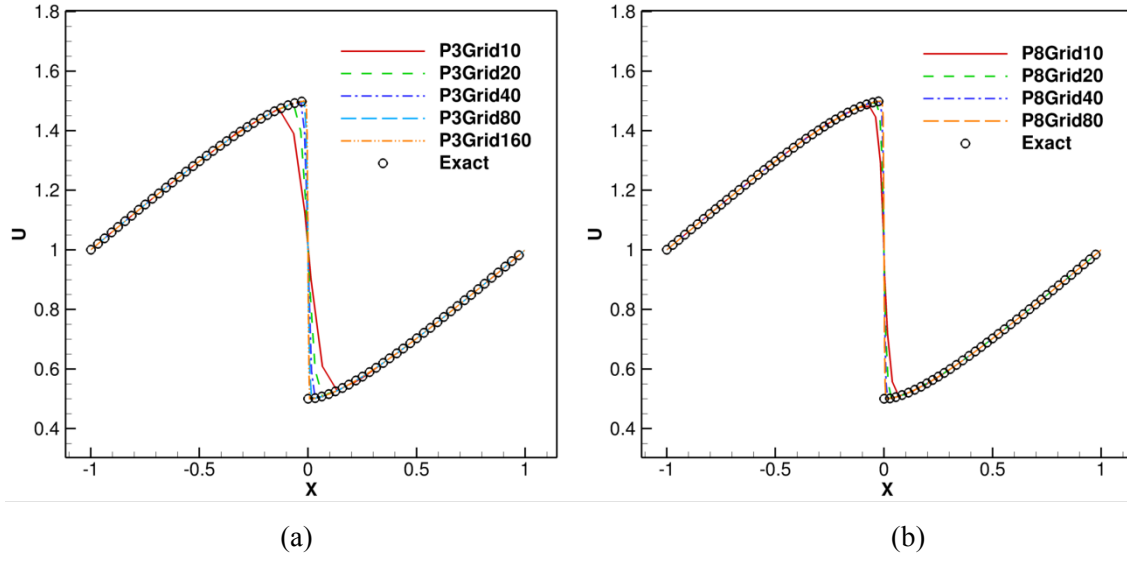 1.8
1.6
1.4
1.2
1
0.8
0.6
0.4
U
-1
-0.5
0
0.5
1
X
P3Grid10
P3Grid20
P3Grid40
P3Grid80
P3Grid160
Exact
(a)
1.8
1.6
1.4
1.2
1
0.8
0.6
0.4
U
-1
-0.5
0
0.5
1
X
P8Grid10
P8Grid20
P8Grid40
P8Grid80
Exact
(b)